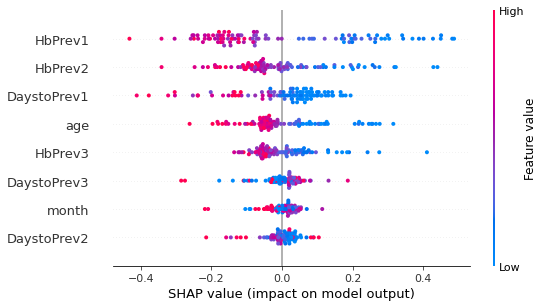 High
HbPrev1
HbPrev2
DaystoPrev1
age
HbPrev3
DaystoPrev3
month
DaystoPrev2
Feature value
Low
−0.4 −0.2 0.0 0.2 0.4
SHAP value (impact on model output)